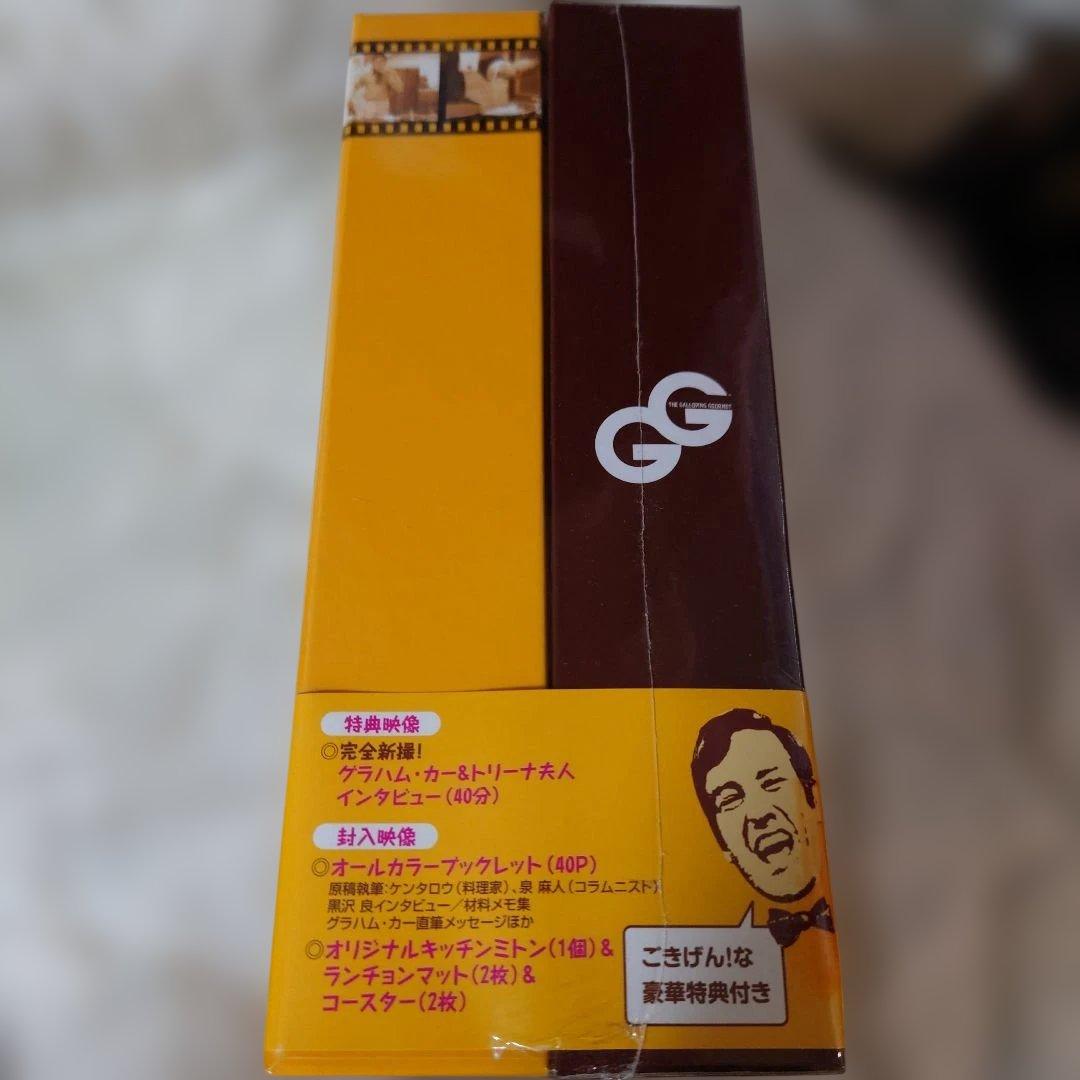 THE GALLOPING GOURMET
GG
特典映像
◎完全新撮!
グラハム・カー&トリーナ夫人
インタビュー(40分)
封入映像
◎オールカラーブックレット(40P)
原稿執筆:ケンタロウ(料理家)、泉 麻人(コラムニスト)
黒沢 良インタビュー/材料メモ集
グラハム・カー直筆メッセージほか
◎オリジナルキッチンミトン(1個)&
ランチョンマット(2枚)&
コースター(2枚)
ごきげん!な
豪華特典付き